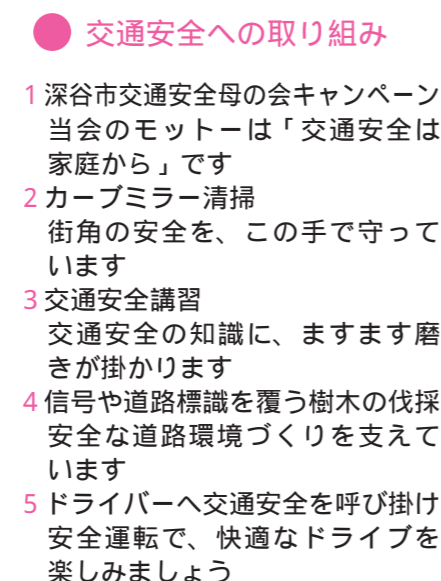 ● 交通安全への取り組み
1 深谷市交通安全母の会キャンペーン
当会のモットーは「交通安全は
家庭から」です
2 カーブミラー清掃
街角の安全を、この手で守って
います
3 交通安全講習
交通安全の知識に、ますます磨
きが掛かります
4 信号や道路標識を覆う樹木の伐採
安全な道路環境づくりを支えて
います
5 ドライバーへ交通安全を呼び掛け
安全運転で、快適なドライブを
楽しみましょう